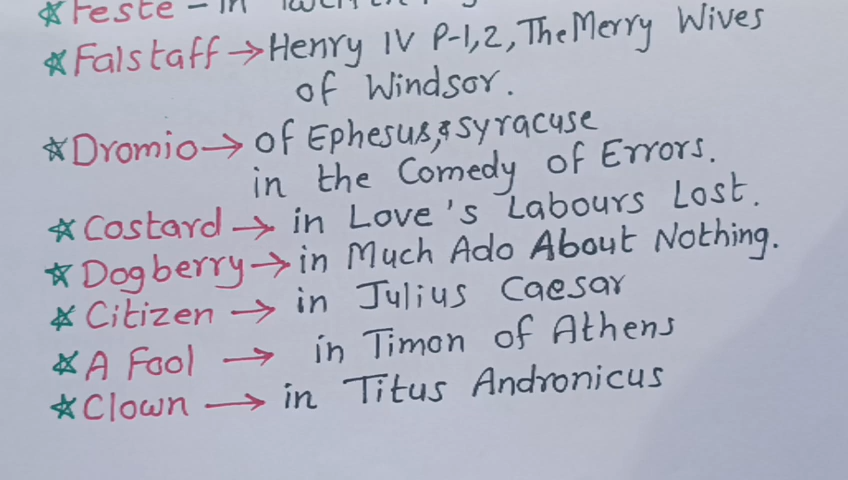 Feste - in
Falstaff → Henry IV P-1,2, The Merry Wives
of Windsor.
Dromio → of Ephesus, & Syracuse
in the Comedy of Errors.
Costard → in Love's Labours Lost.
Dogberry → in Much Ado About Nothing.
Citizen → in Julius Caesar
A Fool → in Timon of Athens
Clown → in Titus Andronicus